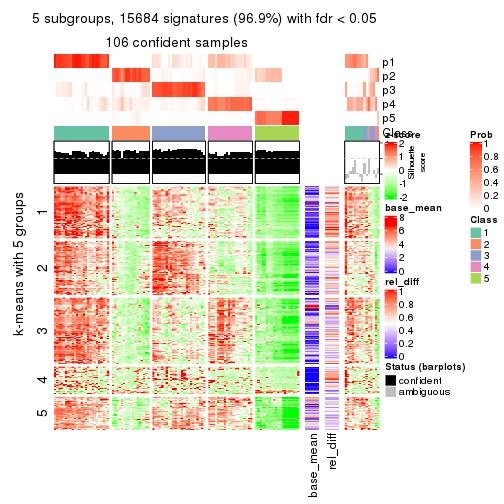 5 subgroups, 15684 signatures (96.9%) with fdr < 0.05
106 confident samples
p1
p2
p3
p4
p5
Class
z-score
2
1
0
-1
-2
Silhouette
score
Prob
1
0.8
0.6
0.4
0.2
0
base_mean
8
6
4
2
0
Class
1
2
3
4
5
rel_diff
1
0.8
0.6
0.4
0.2
0
Status (barplots)
confident
ambiguous
k-means with 5 groups
1
2
3
4
5
base_mean
rel_diff